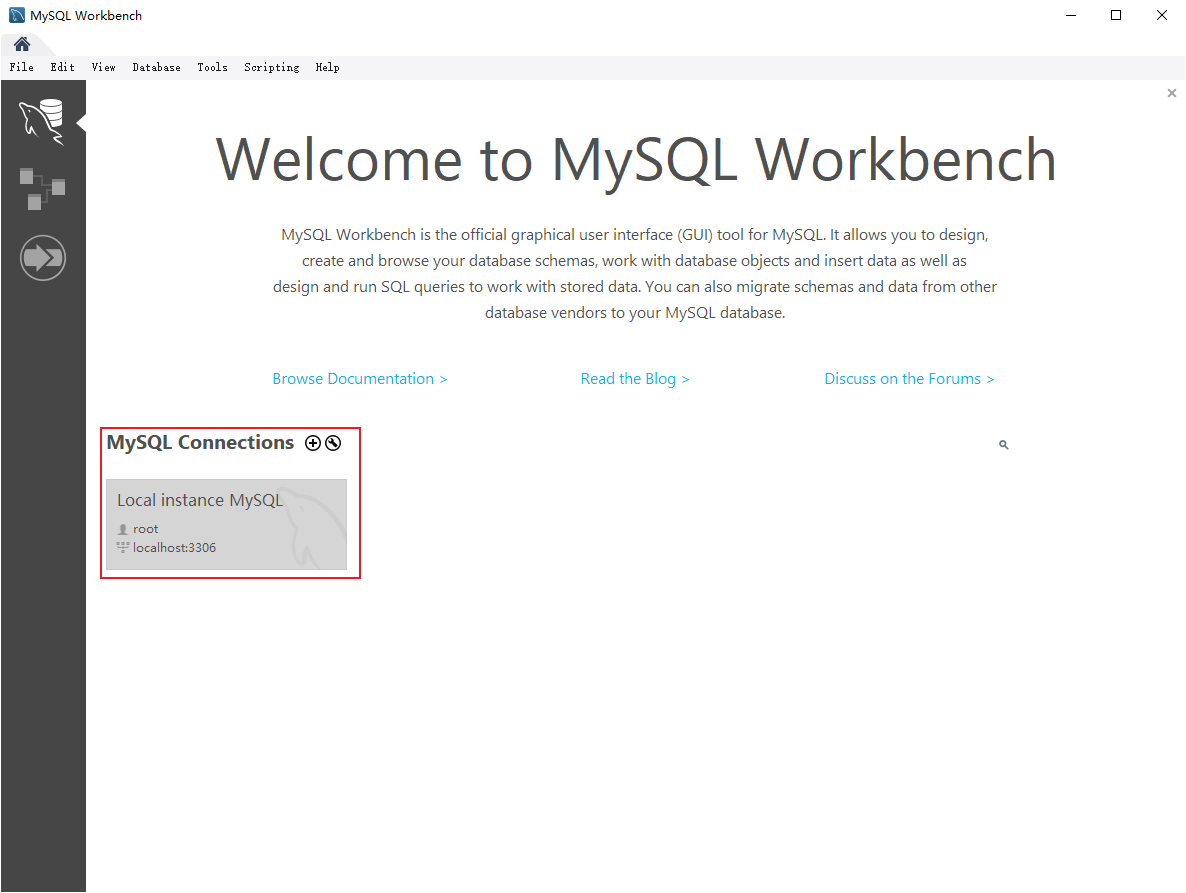 MySQL Workbench
File Edit View Database Tools Scripting Help
Welcome to MySQL Workbench
MySQL Workbench is the official graphical user interface (GUI) tool for MySQL. It allows you to design,
create and browse your database schemas, work with database objects and insert data as well as
design and run SQL queries to work with stored data. You can also migrate schemas and data from other
database vendors to your MySQL database.
Browse Documentation > Read the Blog > Discuss on the Forums >
MySQL Connections
Local instance MySQL
root
localhost:3306